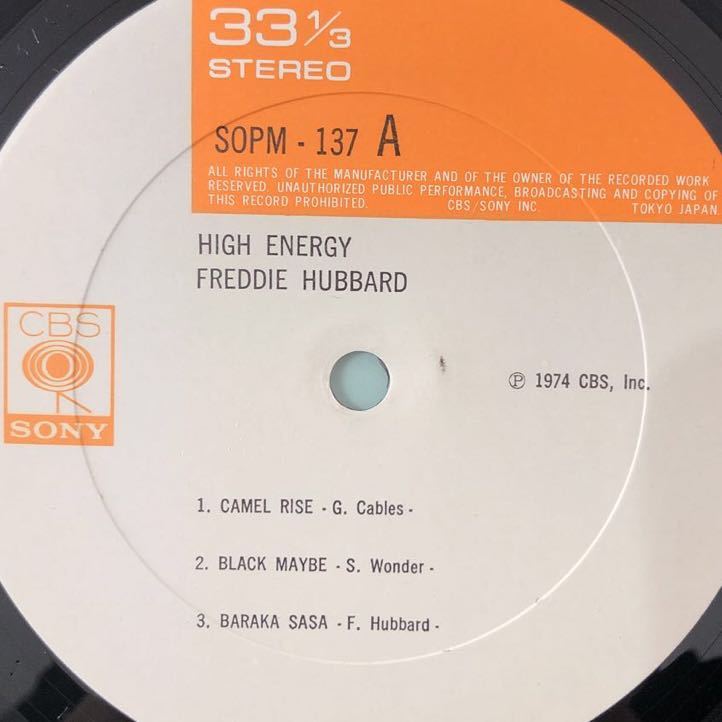 33 1/3
STEREO
SOPM - 137 A
ALL RIGHTS OF THE MANUFACTURER AND OF THE OWNER OF THE RECORDED WORK
RESERVED. UNAUTHORIZED PUBLIC PERFORMANCE, BROADCASTING AND COPYING OF
THIS RECORD PROHIBITED. CBS/SONY INC. TOKYO JAPAN
HIGH ENERGY
FREDDIE HUBBARD
CBS
SONY
℗ 1974 CBS, Inc.
1. CAMEL RISE - G. Cables -
2. BLACK MAYBE - S. Wonder -
3. BARAKA SASA - F. Hubbard -